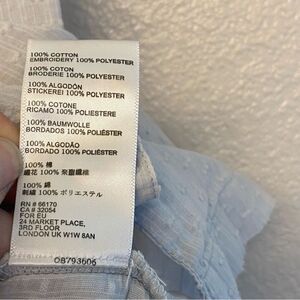 100% COTTON
EMBROIDERY 100% POLYESTER
100% COTON
BRODERIE 100% POLYESTER
100% ALGODÓN
STICKEREI 100% POLYESTER
100% COTONE
RICAMO 100% POLIESTERE
100% BAUMWOLLE
BORDADOS 100% POLIÉSTER
100% ALGODÃO
BORDADO 100% POLIÉSTER
100% 棉
繡花 100% 聚脂纖維
100% 綿
刺繍 100% ポリエステル
RN # 66170
CA # 32054
FOR EU
24 MARKET PLACE,
3RD FLOOR
LONDON UK W1W 8AN
OB793606